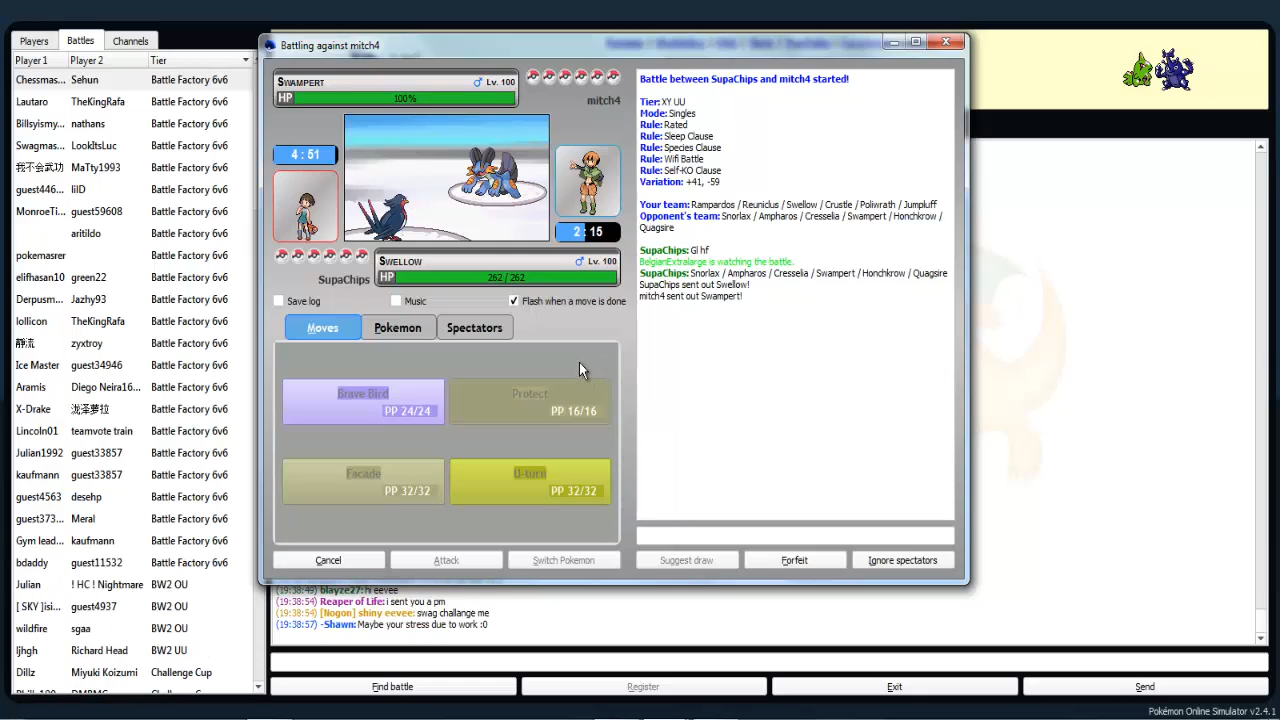 Players Battles Channels
Player 1 Player 2 Tier
Chessmas... Sehun Battle Factory 6v6
Lautaro TheKingRafa Battle Factory 6v6
Billsyismy... nathans Battle Factory 6v6
Swagmas... LookItsLuc Battle Factory 6v6
我不会武功 MaTty1993 Battle Factory 6v6
guest446... lilD Battle Factory 6v6
MonroeTi... guest59608 Battle Factory 6v6
aritildo Battle Factory 6v6
pokemasrer Battle Factory 6v6
elifhasan10 green22 Battle Factory 6v6
Derpusm... Jazhy93 Battle Factory 6v6
lollicon TheKingRafa Battle Factory 6v6
靜流 zyxtroy Battle Factory 6v6
Ice Master guest34946 Battle Factory 6v6
Aramis Diego Neira16... Battle Factory 6v6
X-Drake 泷泽萝拉 Battle Factory 6v6
Lincoln01 teamvote train Battle Factory 6v6
Julian1992 guest33857 Battle Factory 6v6
kaufmann guest33857 Battle Factory 6v6
guest4563 desehp Battle Factory 6v6
guest373... Meral Battle Factory 6v6
Gym lead... kaufmann Battle Factory 6v6
bdaddy guest11532 Battle Factory 6v6
Julian ! HC ! Nightmare BW2 OU
[ SKY ]isi... guest4937 BW2 OU
wildfire sgaa BW2 OU
ljhgh Richard Head BW2 UU
Dillz Miyuki Koizumi Challenge Cup
Battling against mitch4
SWAMPERT Lv. 100
HP 100%
mitch4
4 : 51
2 : 15
SWELLOW Lv. 100
HP 262 / 262
SupaChips
Save log Music Flash when a move is done
Moves Pokemon Spectators
Brave Bird PP 24/24
Protect PP 16/16
Facade PP 32/32
U-turn PP 32/32
Cancel Attack Switch Pokemon
Battle between SupaChips and mitch4 started!
Tier: XY UU
Mode: Singles
Rule: Rated
Rule: Sleep Clause
Rule: Species Clause
Rule: Wifi Battle
Rule: Self-KO Clause
Variation: +41, -59
Your team: Rampardos / Reuniclus / Swellow / Crustle / Poliwrath / Jumpluff
Opponent's team: Snorlax / Ampharos / Cresselia / Swampert / Honchkrow /
Quagsire
SupaChips: Gl hf
BelgianExtralarge is watching the battle.
SupaChips: Snorlax / Ampharos / Cresselia / Swampert / Honchkrow / Quagsire
SupaChips sent out Swellow!
mitch4 sent out Swampert!
Suggest draw Forfeit Ignore spectators
(19:38:49) blayze27: hi eevee
(19:38:54) Reaper of Life: i sent you a pm
(19:38:54) [Nogon] shiny eevee: swag challange me
(19:38:57) -Shawn: Maybe your stress due to work :0
Find battle Register Exit Send
Pokémon Online Simulator v2.4.1